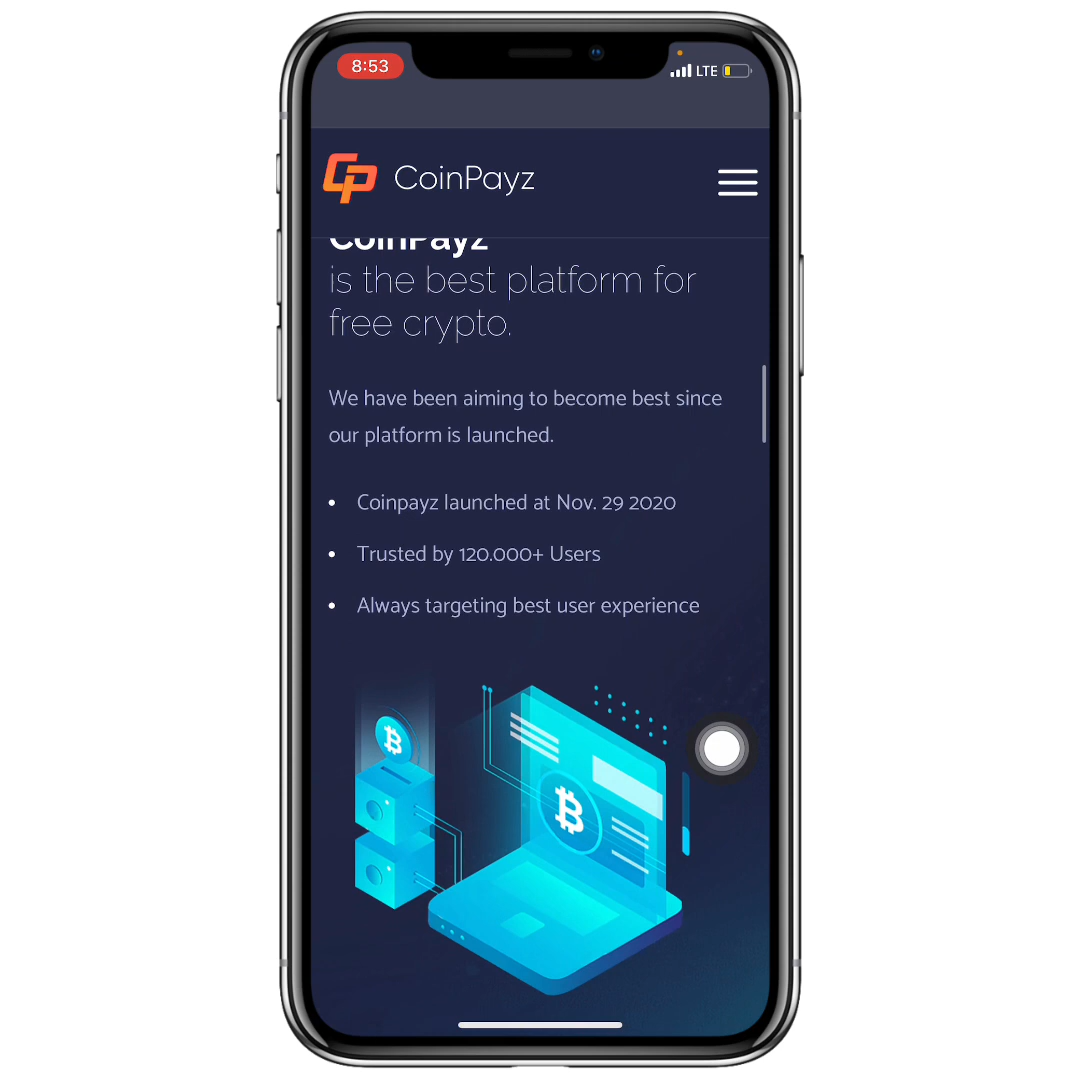 8:53
LTE
CoinPayz
CoinPayz
is the best platform for
free crypto.
We have been aiming to become best since
our platform is launched.
• Coinpayz launched at Nov. 29 2020
• Trusted by 120.000+ Users
• Always targeting best user experience